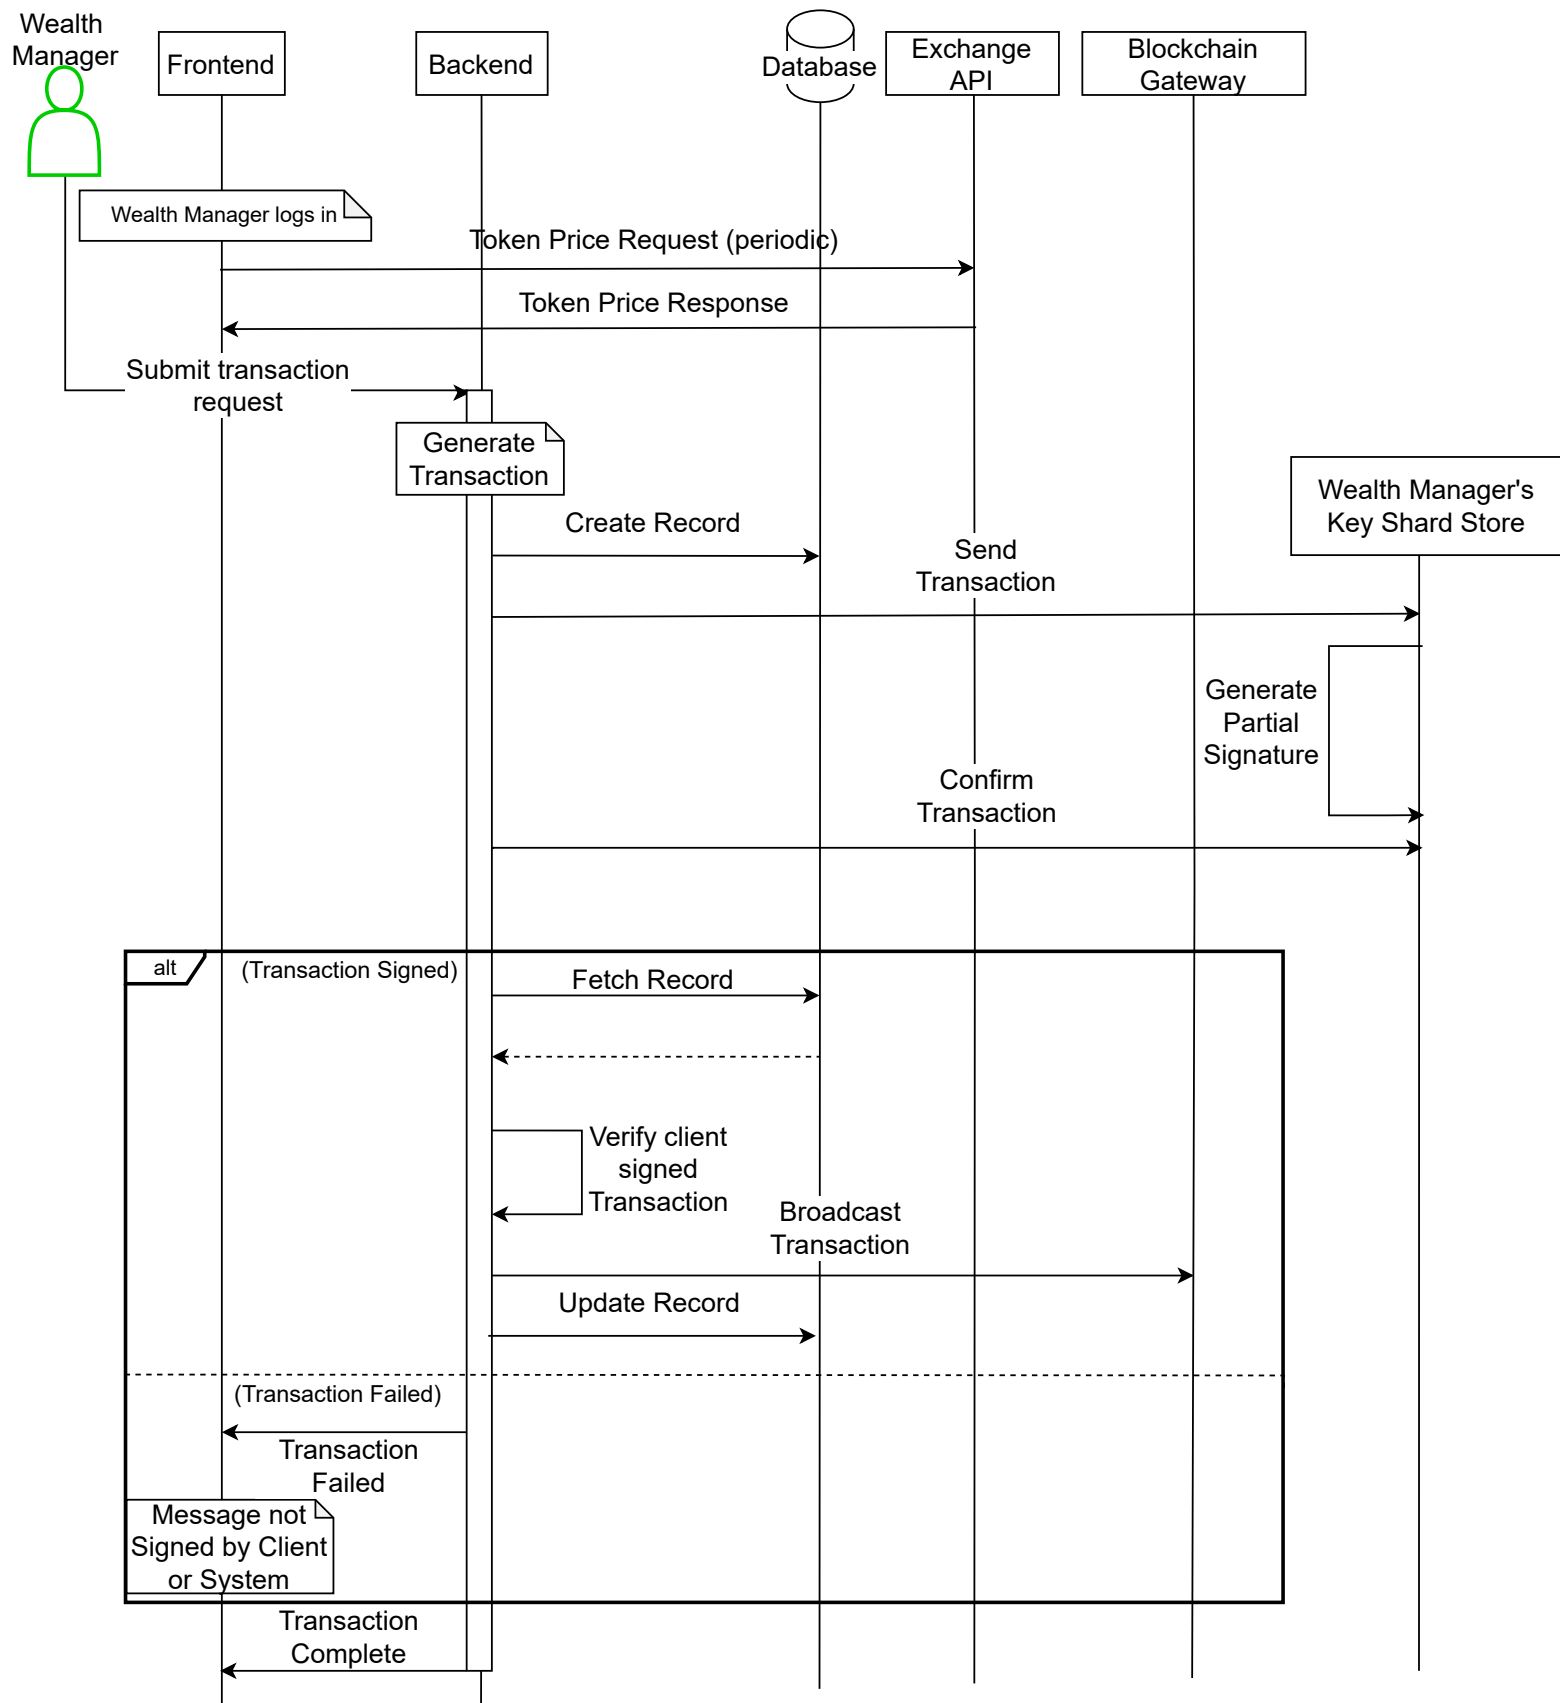 Wealth
Manager
Frontend
Backend
Database
Exchange
API
Blockchain
Gateway
Wealth Manager logs in
Token Price Request (periodic)
Token Price Response
Submit transaction
request
Generate
Transaction
Wealth Manager's
Key Shard Store
Create Record
Send
Transaction
Generate
Partial
Signature
Confirm
Transaction
alt
(Transaction Signed)
Fetch Record
Verify client
signed
Transaction
Broadcast
Transaction
Update Record
(Transaction Failed)
Transaction
Failed
Message not
Signed by Client
or System
Transaction
Complete